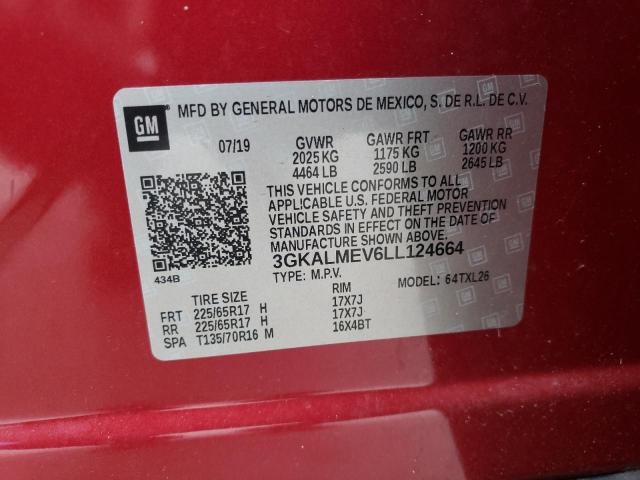 GM MFD BY GENERAL MOTORS DE MEXICO, S. DE R.L. DE C.V.
07/19 GVWR GAWR FRT GAWR RR
2025 KG 1175 KG 1200 KG
4464 LB 2590 LB 2645 LB
THIS VEHICLE CONFORMS TO ALL
APPLICABLE U.S. FEDERAL MOTOR
VEHICLE SAFETY AND THEFT PREVENTION
STANDARDS IN EFFECT ON THE DATE OF
MANUFACTURE SHOWN ABOVE.
3GKALMEV6LL124664
434B TYPE: M.P.V. MODEL: 64TXL26
TIRE SIZE RIM
FRT 225/65R17 H 17X7J
RR 225/65R17 H 17X7J
SPA T135/70R16 M 16X4BT